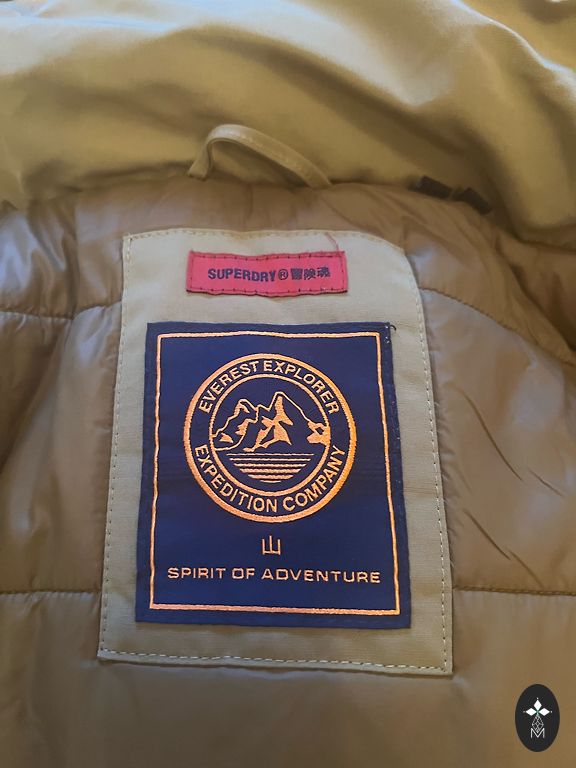 SUPERDRY®冒険魂
EVEREST EXPLORER
EXPEDITION COMPANY
山
SPIRIT OF ADVENTURE
M